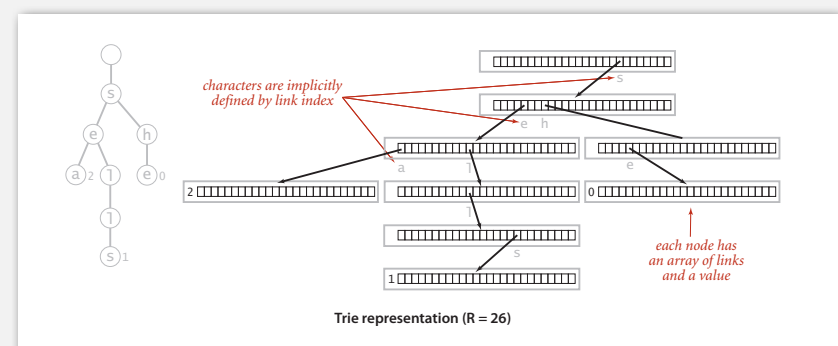 s
e
h
a 2
l
e 0
l
s 1
characters are implicitly
defined by link index
s
e h
a
l
e
2
0
l
s
1
each node has
an array of links
and a value
Trie representation (R = 26)